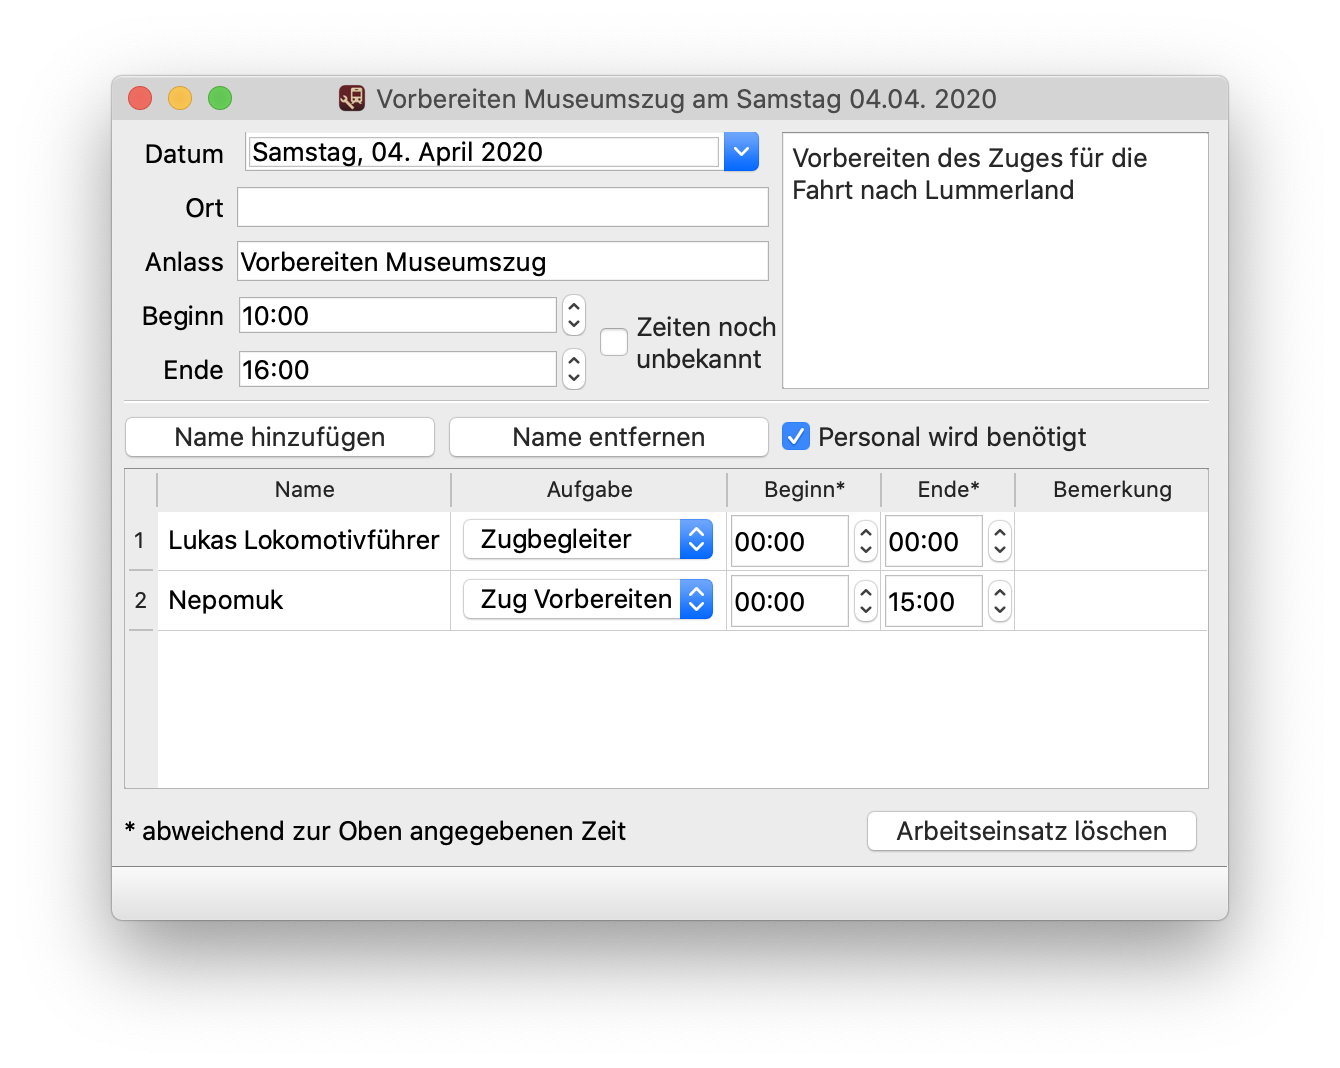 Vorbereiten Museumszug am Samstag 04.04. 2020
Datum
Samstag, 04. April 2020
Ort
Anlass
Vorbereiten Museumszug
Beginn
10:00
Ende
16:00
Zeiten noch
unbekannt
Vorbereiten des Zuges für die
Fahrt nach Lummerland
Name hinzufügen
Name entfernen
Personal wird benötigt
Name Aufgabe Beginn* Ende* Bemerkung
1 Lukas Lokomotivführer Zugbegleiter 00:00 00:00
2 Nepomuk Zug Vorbereiten 00:00 15:00
* abweichend zur Oben angegebenen Zeit
Arbeitseinsatz löschen